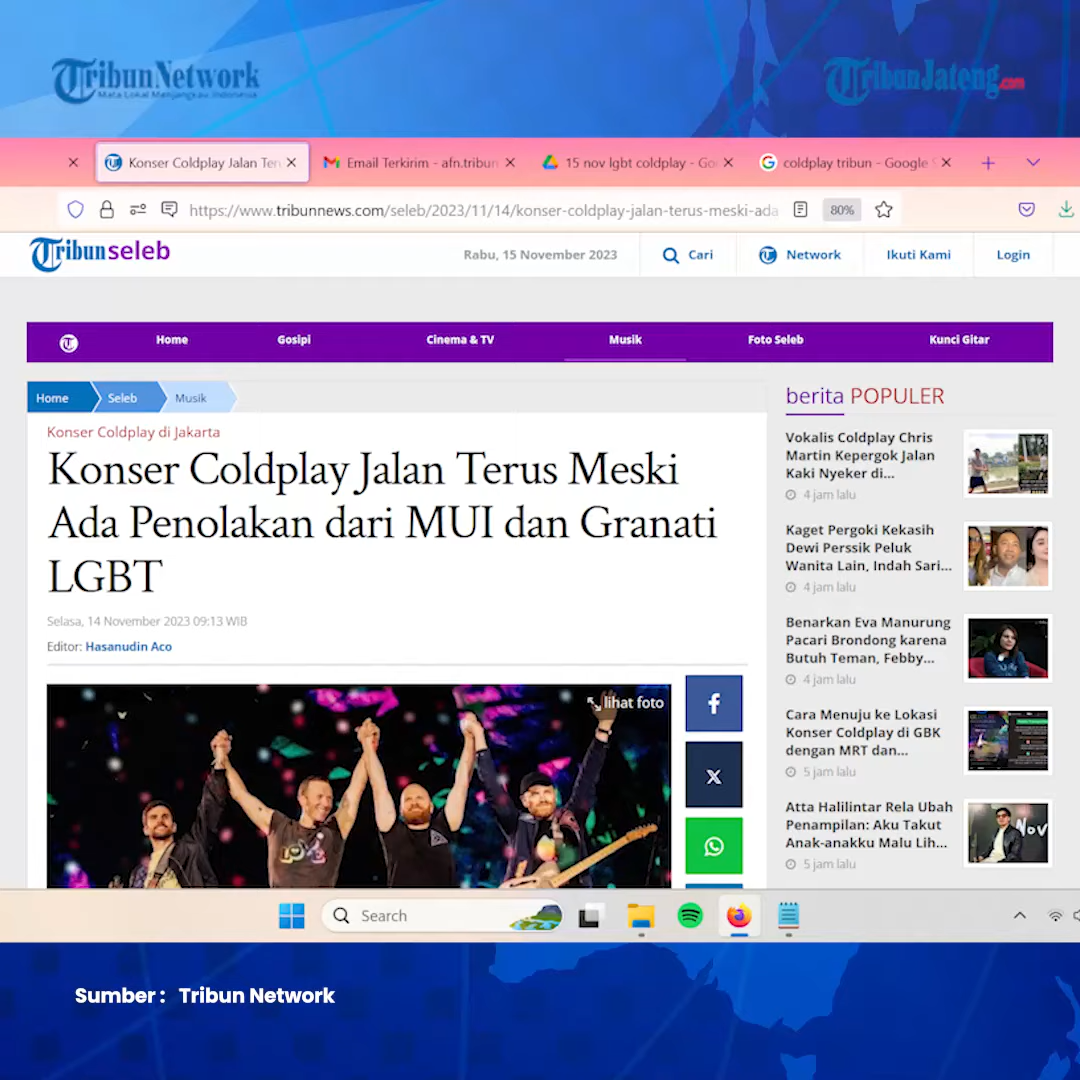 Tribun Network
Mata Lokal Menjangkau Indonesia
TribunJateng.com
Konser Coldplay Jalan Ter
Email Terkirim - afn.tribun
15 nov lgbt coldplay - Go
coldplay tribun - Google S
https://www.tribunnews.com/seleb/2023/11/14/konser-coldplay-jalan-terus-meski-ada
80%
Tribunseleb
Rabu, 15 November 2023
Cari
Network
Ikuti Kami
Login
Home
Gosipi
Cinema & TV
Musik
Foto Seleb
Kunci Gitar
Home
Seleb
Musik
Konser Coldplay di Jakarta
Konser Coldplay Jalan Terus Meski
Ada Penolakan dari MUI dan Granati
LGBT
Selasa, 14 November 2023 09:13 WIB
Editor: Hasanudin Aco
lihat foto
LOVE
berita POPULER
Vokalis Coldplay Chris
Martin Kepergok Jalan
Kaki Nyeker di...
4 jam lalu
Kaget Pergoki Kekasih
Dewi Perssik Peluk
Wanita Lain, Indah Sari...
4 jam lalu
Benarkan Eva Manurung
Pacari Brondong karena
Butuh Teman, Febby...
4 jam lalu
Cara Menuju ke Lokasi
Konser Coldplay di GBK
dengan MRT dan...
5 jam lalu
Atta Halilintar Rela Ubah
Penampilan: Aku Takut
Anak-anakku Malu Lih...
5 jam lalu
Nov
Search
Sumber : Tribun Network